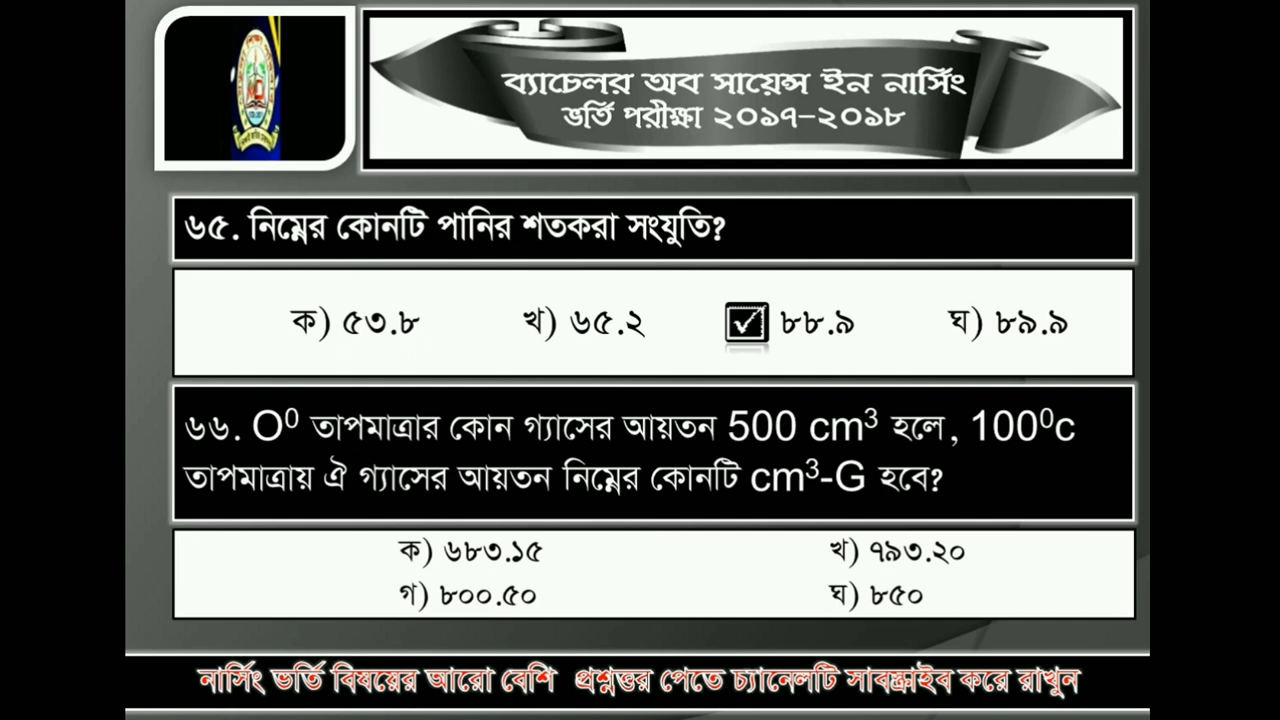 ব্যাচেলর অব সায়েন্স ইন নার্সিং
ভর্তি পরীক্ষা ২০১৭-২০১৮
৬৫. নিম্নের কোনটি পানির শতকরা সংযুতি?
ক) ৫৩.৮ খ) ৬৫.২ ৮৮.৯ ঘ) ৮৯.৯
৬৬. O⁰ তাপমাত্রার কোন গ্যাসের আয়তন 500 cm³ হলে, 100⁰c
তাপমাত্রায় ঐ গ্যাসের আয়তন নিম্নের কোনটি cm³-G হবে?
ক) ৬৮৩.১৫ খ) ৭৯৩.২০
গ) ৮০০.৫০ ঘ) ৮৫০
নার্সিং ভর্তি বিষয়ের আরো বেশি প্রশ্নত্তর পেতে চ্যানেলটি সাবস্ক্রাইব করে রাখুন